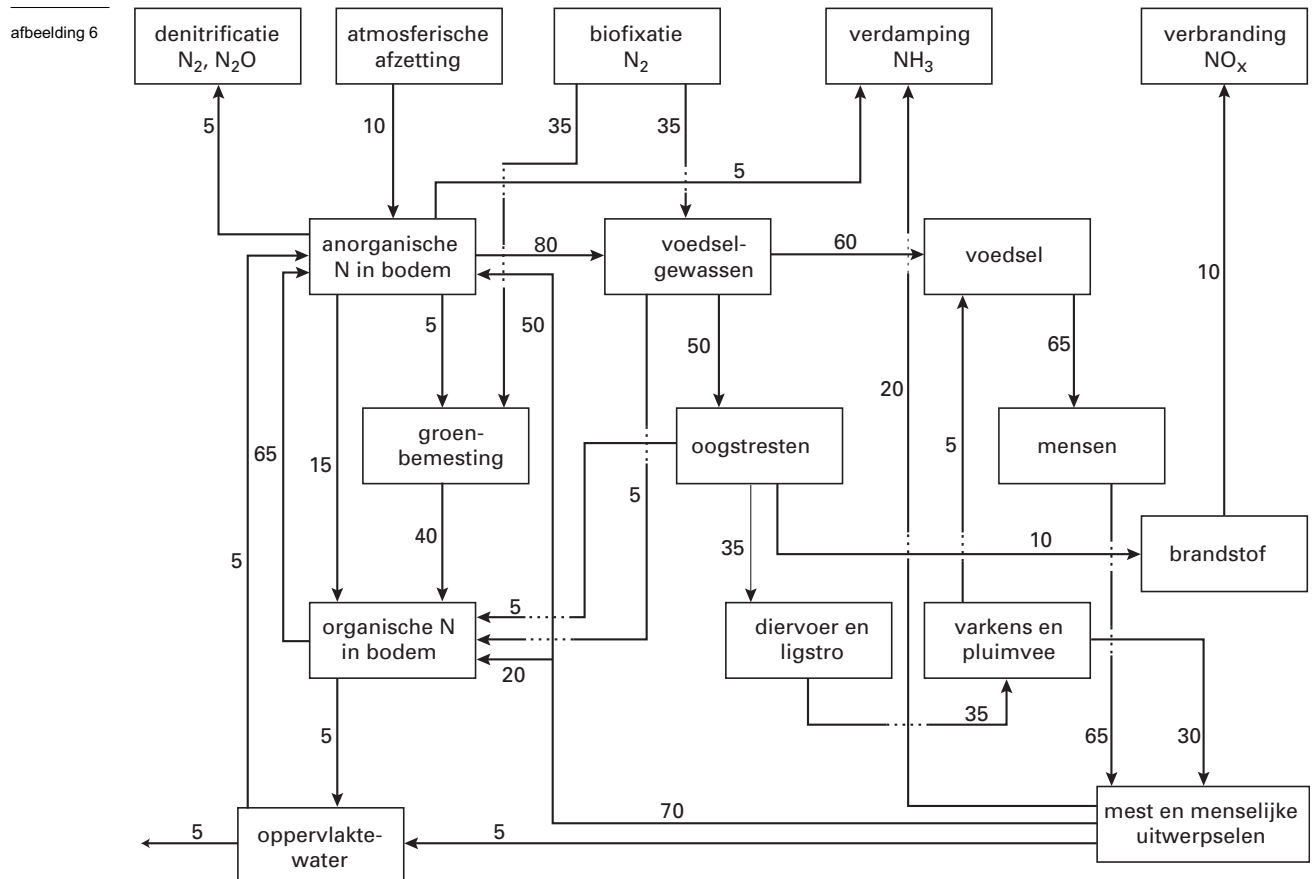 afbeelding 6
denitrificatie
N₂, N₂O
atmosferische
afzetting
biofixatie
N₂
verdamping
NH₃
verbranding
NOₓ
5
10
35
35
5
anorganische
N in bodem
80
voedsel-
gewassen
60
voedsel
10
5
50
50
65
20
65
15
groen-
bemesting
oogstresten
5
mensen
5
40
35
10
brandstof
5
organische N
in bodem
5
20
diervoer en
ligstro
varkens en
pluimvee
35
5
65
30
70
5
5
oppervlakte-
water
mest en menselijke
uitwerpselen